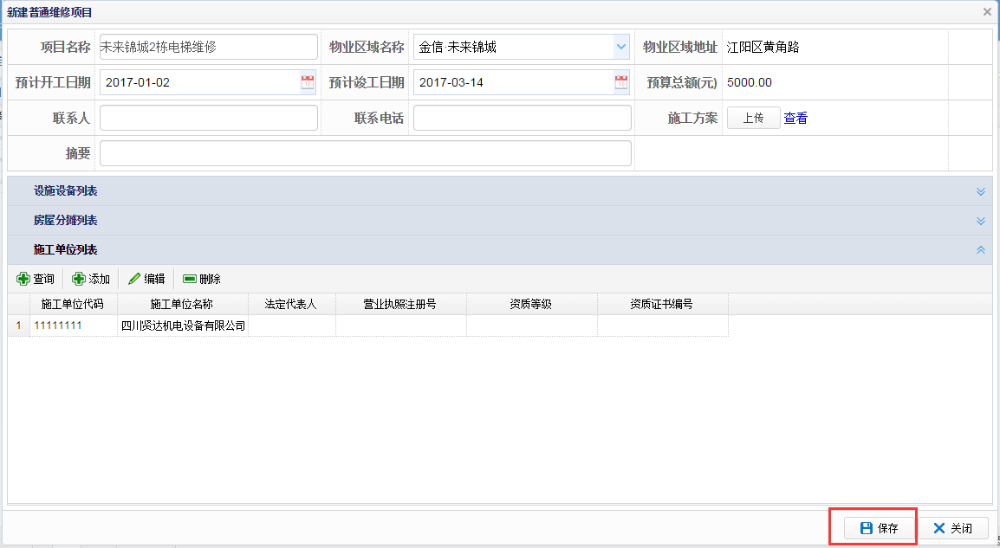 新建普通维修项目
项目名称 未来锦城2栋电梯维修 物业区域名称 金信·未来锦城 物业区域地址 江阳区黄角路
预计开工日期 2017-01-02 预计竣工日期 2017-03-14 预算总额(元) 5000.00
联系人 联系电话 施工方案 上传 查看
摘要
设施设备列表
房屋分摊列表
施工单位列表
查询 添加 编辑 删除
施工单位代码 施工单位名称 法定代表人 营业执照注册号 资质等级 资质证书编号
1 11111111 四川贤达机电设备有限公司
保存 关闭